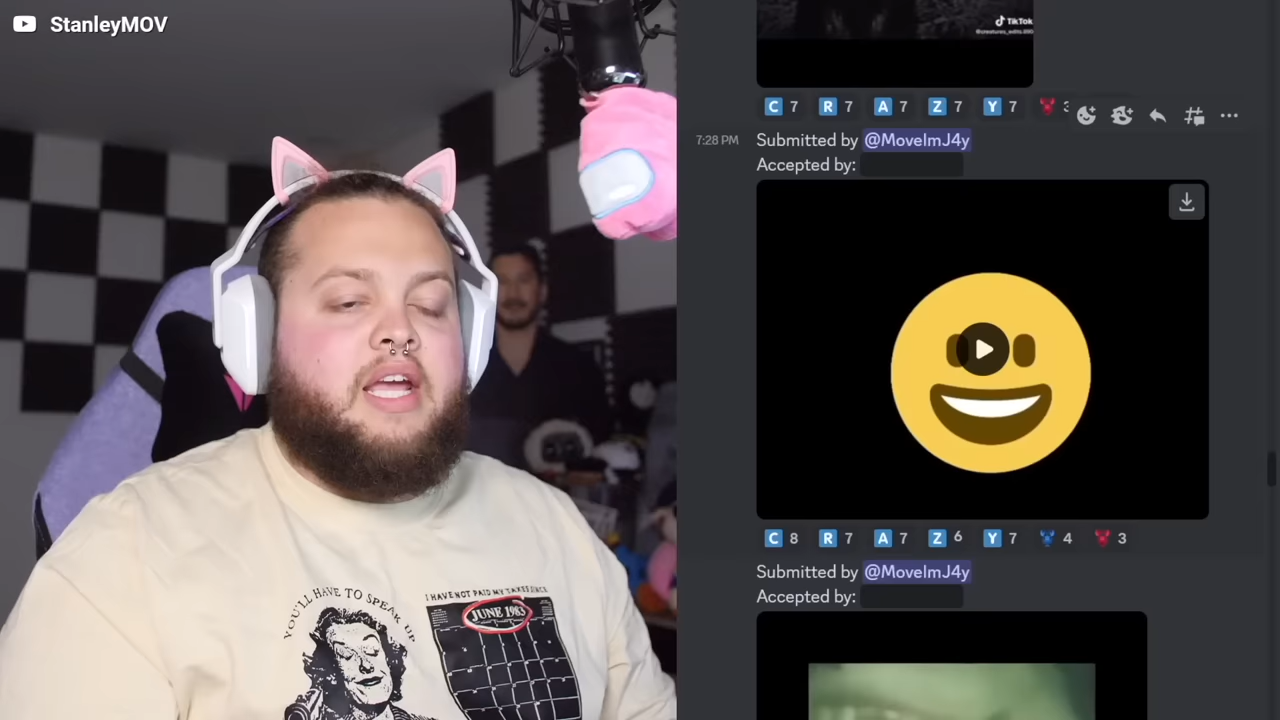 StanleyMOV
TikTok
C 7 R 7 A 7 Z 7 Y 7
7:28 PM
Submitted by @MoveImJ4y
Accepted by:
C 8 R 7 A 7 Z 6 Y 7 4 3
Submitted by @MoveImJ4y
Accepted by:
YOU'LL HAVE TO SPEAK UP
I HAVE NOT PAID MY TAXES SINCE
JUNE 1983